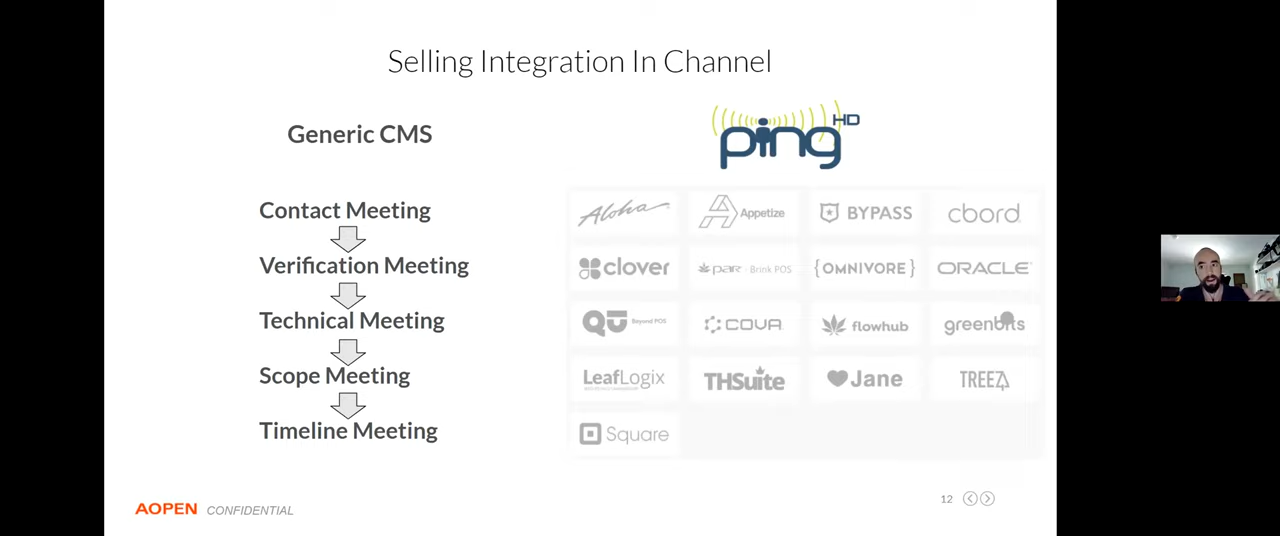 Selling Integration In Channel
Generic CMS
ping HD
Contact Meeting
Verification Meeting
Technical Meeting
Scope Meeting
Timeline Meeting
Aloha
Appetize
BYPASS
cbord
clover
par Brink POS
{OMNIVORE}
ORACLE
QU Beyond POS
COVA
flowhub
greenbits
LeafLogix
THSuite
Jane
TREEZ
Square
AOPEN CONFIDENTIAL
12